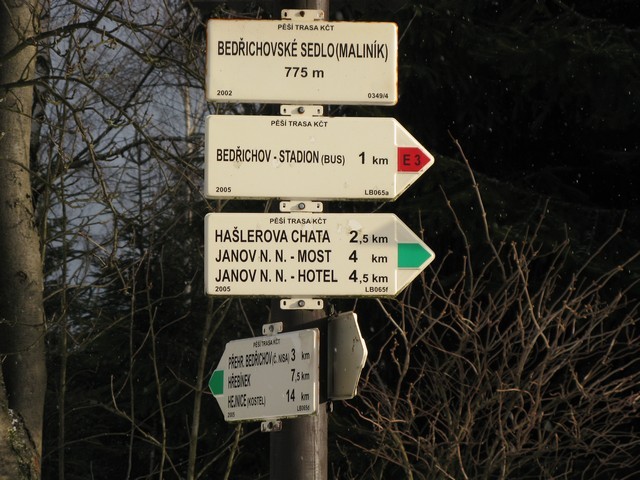 PĚŠÍ TRASA KČT
BEDŘICHOVSKÉ SEDLO(MALINÍK)
775 m
2002 0349/4
PĚŠÍ TRASA KČT
BEDŘICHOV - STADION (BUS) 1 km E 3
2005 LB065a
PĚŠÍ TRASA KČT
HAŠLEROVA CHATA 2,5 km
JANOV N. N. - MOST 4 km
JANOV N. N. - HOTEL 4,5 km
2005 LB065f
PĚŠÍ TRASA KČT
PŘEHR. BEDŘICHOV (Č. NISA) 3 km
HŘEBÍNEK 7,5 km
HEJNICE (KOSTEL) 14 km
2005